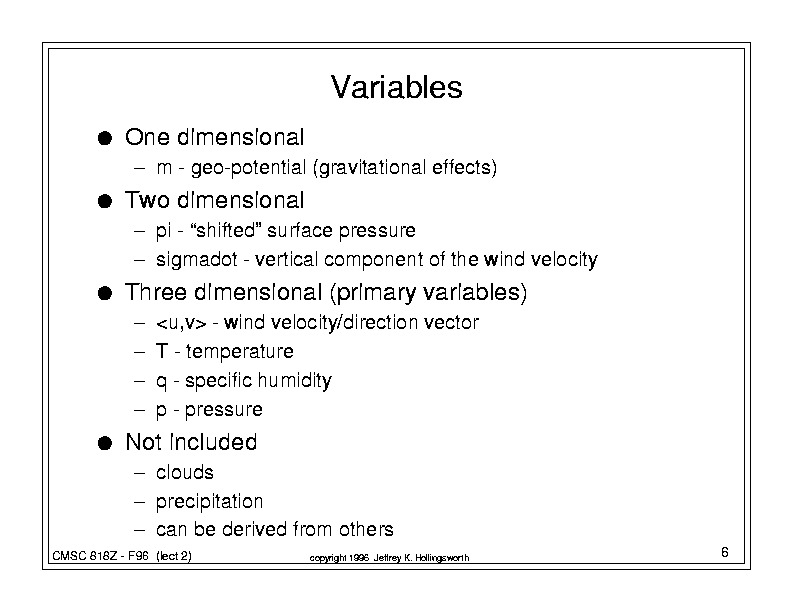 Variables
● One dimensional
– m - geo-potential (gravitational effects)
● Two dimensional
– pi - “shifted” surface pressure
– sigmadot - vertical component of the wind velocity
● Three dimensional (primary variables)
– <u,v> - wind velocity/direction vector
– T - temperature
– q - specific humidity
– p - pressure
● Not included
– clouds
– precipitation
– can be derived from others
CMSC 818Z - F96 (lect 2)
copyright 1996 Jeffrey K. Hollingsworth
6